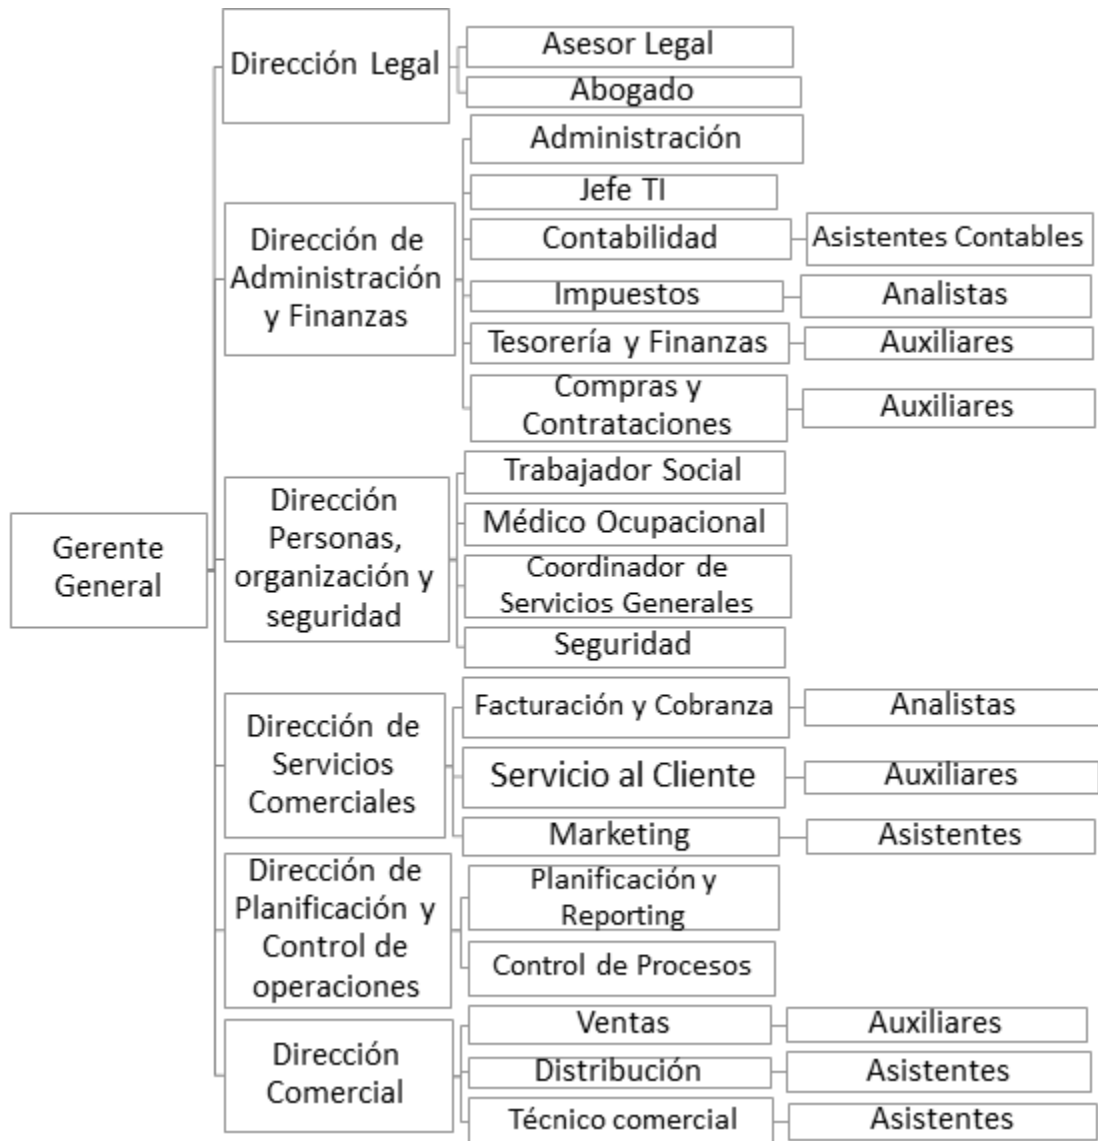 Gerente
General
Dirección Legal
Asesor Legal
Abogado
Dirección de
Administración
y Finanzas
Administración
Jefe TI
Contabilidad
Asistentes Contables
Impuestos
Analistas
Tesorería y Finanzas
Auxiliares
Compras y
Contrataciones
Auxiliares
Dirección
Personas,
organización y
seguridad
Trabajador Social
Médico Ocupacional
Coordinador de
Servicios Generales
Seguridad
Dirección de
Servicios
Comerciales
Facturación y Cobranza
Analistas
Servicio al Cliente
Auxiliares
Marketing
Asistentes
Dirección de
Planificación y
Control de
operaciones
Planificación y
Reporting
Control de Procesos
Dirección
Comercial
Ventas
Auxiliares
Distribución
Asistentes
Técnico comercial
Asistentes